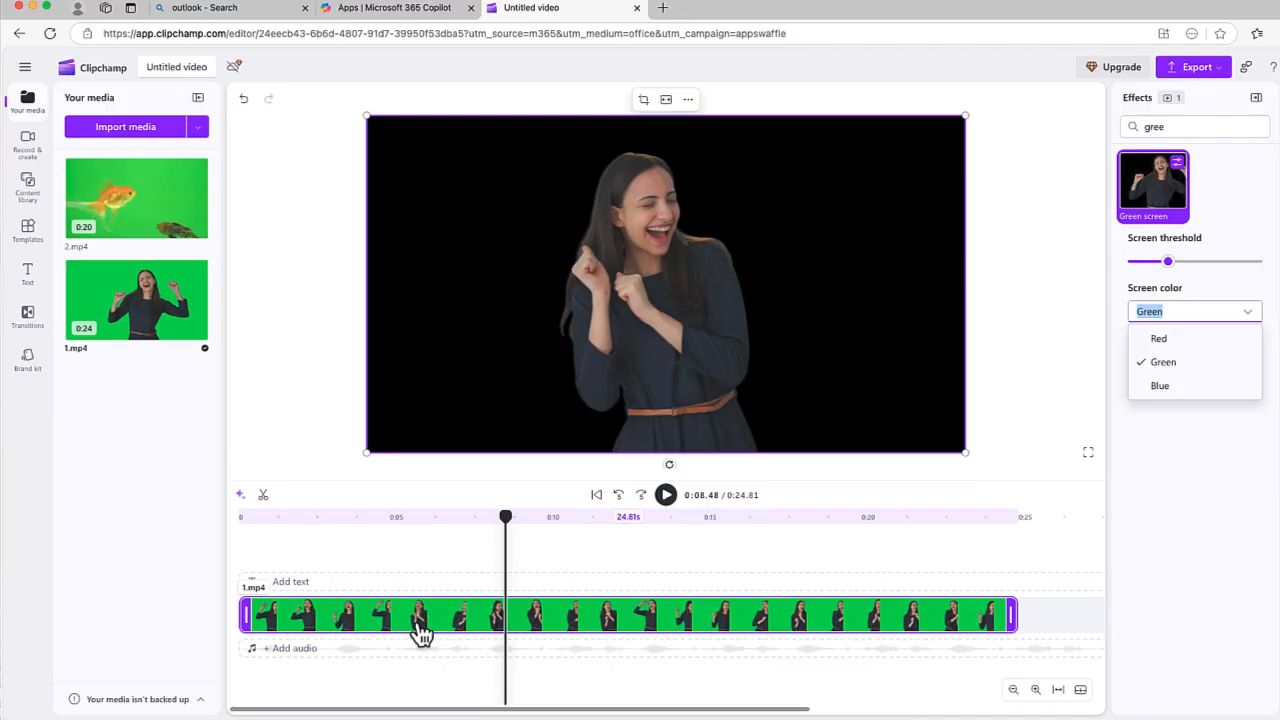 outlook - Search
Apps | Microsoft 365 Copilot
Untitled video
https://app.clipchamp.com/editor/24eecb43-6b6d-4807-91d7-39950f53dba5?utm_source=m365&utm_medium=office&utm_campaign=appswaffle
Clipchamp
Untitled video
Upgrade
Export
?
Your media
Record &
create
Content
library
Templates
Text
Transitions
Brand kit
Your media
Import media
0:20
2.mp4
0:24
1.mp4
Your media isn't backed up
Effects
1
gree
Green screen
Screen threshold
Screen color
Green
Red
Green
Blue
5
5
0:08.48 / 0:24.81
0
0:05
0:10
24.81s
0:15
0:20
0:25
Add text
1.mp4
+ Add audio